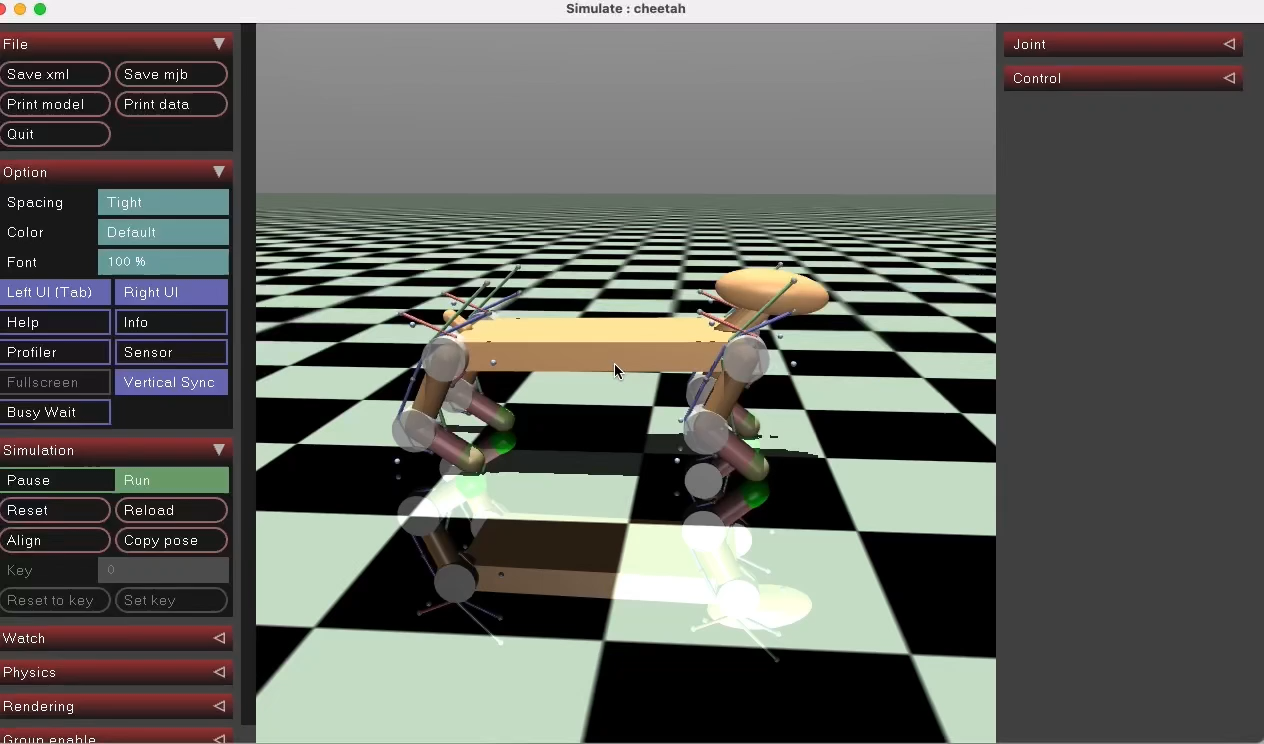 Simulate : cheetah
File
Save xml
Save mjb
Print model
Print data
Quit
Option
Spacing
Tight
Color
Default
Font
100 %
Left UI (Tab)
Right UI
Help
Info
Profiler
Sensor
Fullscreen
Vertical Sync
Busy Wait
Simulation
Pause
Run
Reset
Reload
Align
Copy pose
Key
0
Reset to key
Set key
Watch
Physics
Rendering
Group enable
Joint
Control